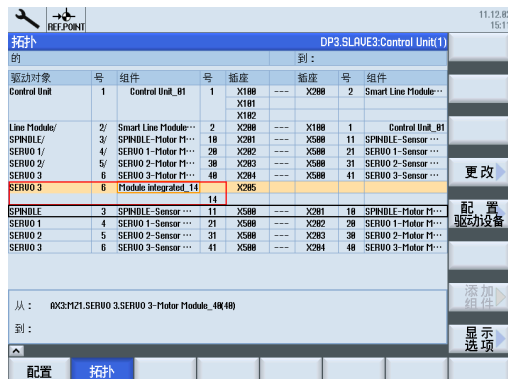 REF.POINT
11.12.0
15:1
拓扑 DP3.SLAVE3:Control Unit(1)
的 到：
驱动对象 号 组件 号 插座 插座 号 组件
Control Unit 1 Control Unit_01 1 X100 --- X200 2 Smart Line Module…
X101
X102
Line Module/ 2/ Smart Line Module… 2 X200 --- X100 1 Control Unit_01
SPINDLE/ 3/ SPINDLE-Motor M… 10 X201 --- X500 11 SPINDLE-Sensor …
SERVO 1/ 4/ SERVO 1-Motor M… 20 X202 --- X500 21 SERVO 1-Sensor …
SERVO 2/ 5/ SERVO 2-Motor M… 30 X203 --- X500 31 SERVO 2-Sensor …
SERVO 3 6 SERVO 3-Motor M… 40 X204 --- X500 41 SERVO 3-Sensor …
SERVO 3 6 Module integrated_14 X205
14
SPINDLE 3 SPINDLE-Sensor … 11 X500 --- X201 10 SPINDLE-Motor M…
SERVO 1 4 SERVO 1-Sensor … 21 X500 --- X202 20 SERVO 1-Motor M…
SERVO 2 5 SERVO 2-Sensor … 31 X500 --- X203 30 SERVO 2-Motor M…
SERVO 3 6 SERVO 3-Sensor … 41 X500 --- X204 40 SERVO 3-Motor M…
从： AX3:MZ1.SERVO 3.SERVO 3-Motor Module_40(40)
到：
更改
配 置
驱动设备
添加
组件
显示
选项
配置 拓扑